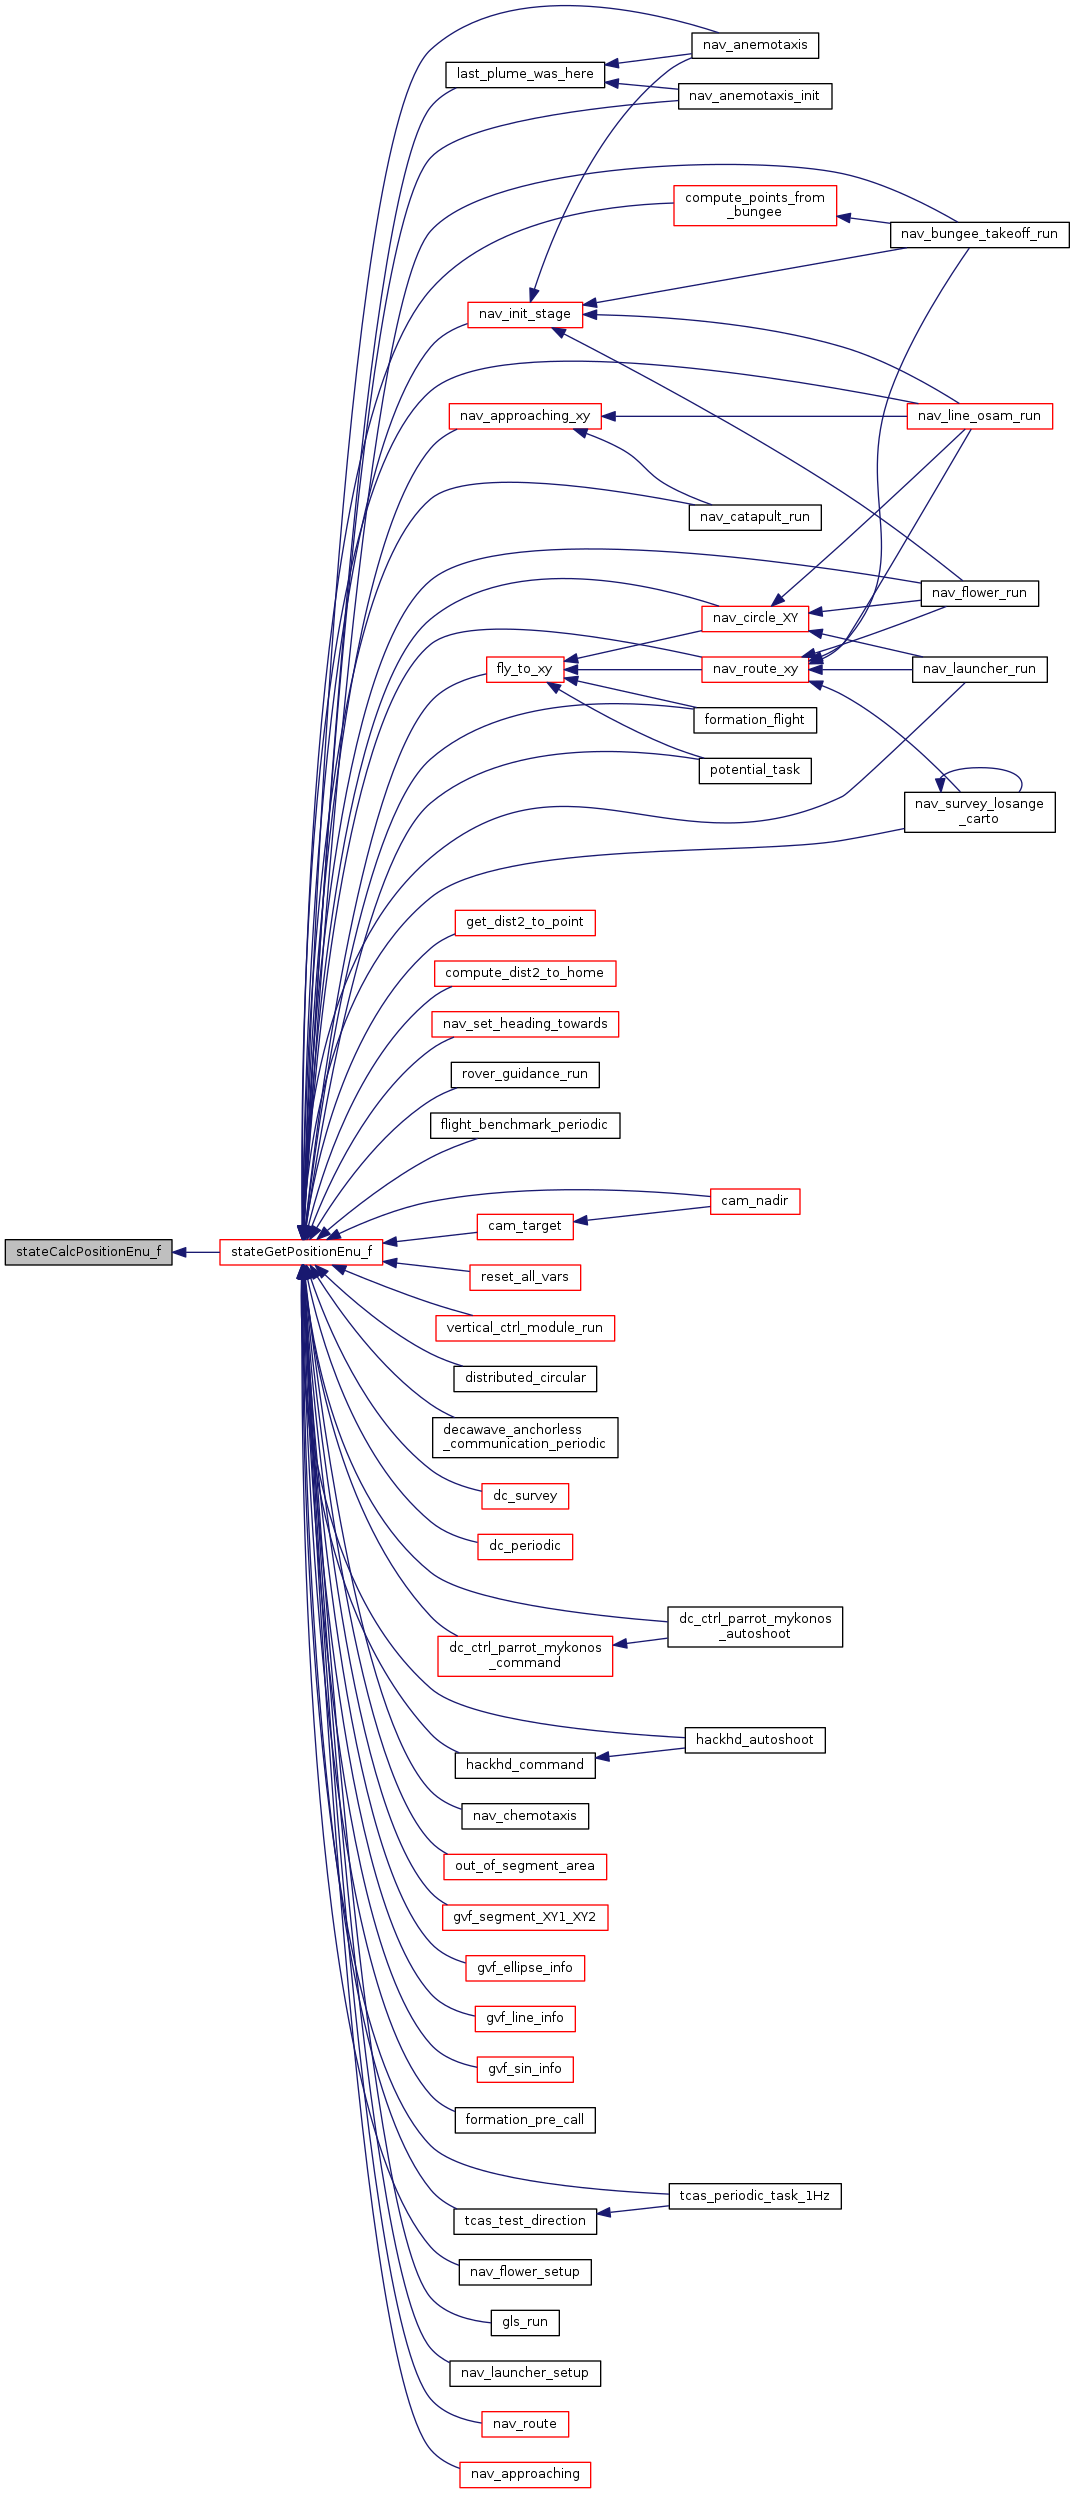 nav_anemotaxis
last_plume_was_here
nav_anemotaxis_init
compute_points_from
_bungee
nav_bungee_takeoff_run
nav_init_stage
nav_approaching_xy
nav_line_osam_run
nav_catapult_run
nav_flower_run
nav_circle_XY
fly_to_xy
nav_route_xy
nav_launcher_run
formation_flight
potential_task
nav_survey_losange
_carto
get_dist2_to_point
compute_dist2_to_home
nav_set_heading_towards
rover_guidance_run
flight_benchmark_periodic
cam_nadir
cam_target
stateCalcPositionEnu_f
stateGetPositionEnu_f
reset_all_vars
vertical_ctrl_module_run
distributed_circular
decawave_anchorless
_communication_periodic
dc_survey
dc_periodic
dc_ctrl_parrot_mykonos
_autoshoot
dc_ctrl_parrot_mykonos
_command
hackhd_autoshoot
hackhd_command
nav_chemotaxis
out_of_segment_area
gvf_segment_XY1_XY2
gvf_ellipse_info
gvf_line_info
gvf_sin_info
formation_pre_call
tcas_periodic_task_1Hz
tcas_test_direction
nav_flower_setup
gls_run
nav_launcher_setup
nav_route
nav_approaching